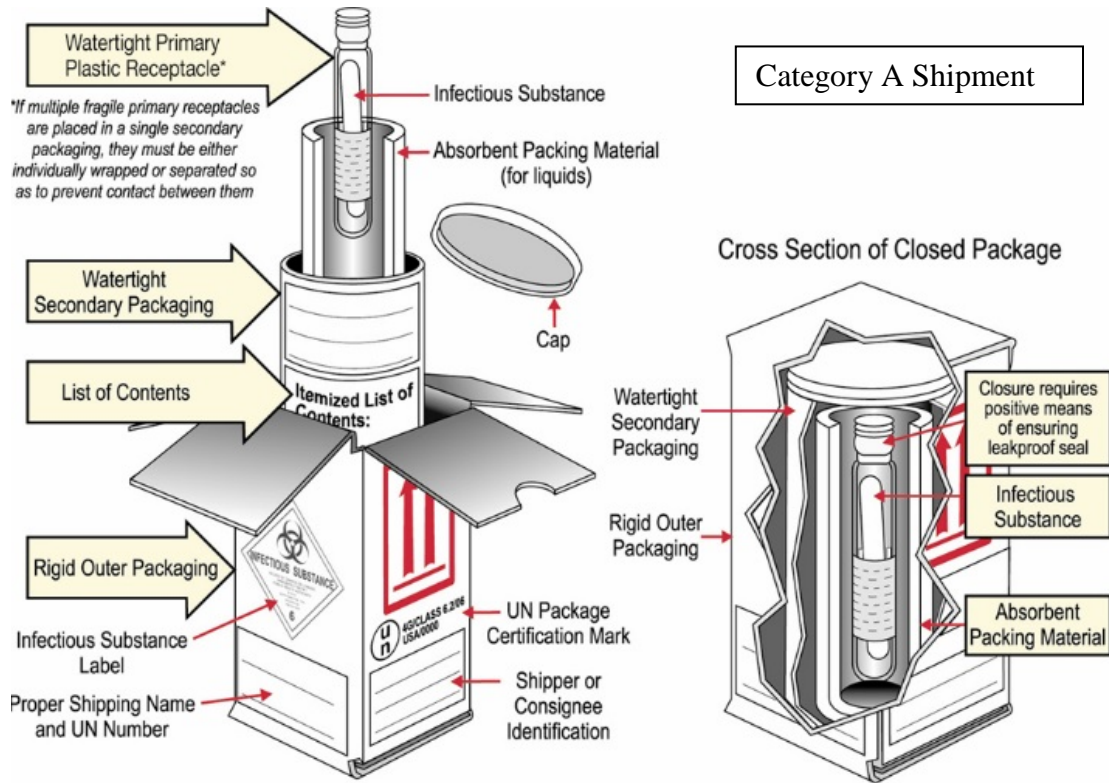 Watertight Primary
Plastic Receptacle*
*If multiple fragile primary receptacles
are placed in a single secondary
packaging, they must be either
individually wrapped or separated so
as to prevent contact between them
Infectious Substance
Absorbent Packing Material
(for liquids)
Category A Shipment
Watertight
Secondary Packaging
Cap
List of Contents
Itemized List of
Contents:
Rigid Outer Packaging
INFECTIOUS SUBSTANCE
6
Infectious Substance
Label
Proper Shipping Name
and UN Number
un
4G/CLASS 6.2/06
USA/0000
UN Package
Certification Mark
Shipper or
Consignee
Identification
Cross Section of Closed Package
Watertight
Secondary
Packaging
Rigid Outer
Packaging
Closure requires
positive means
of ensuring
leakproof seal
Infectious
Substance
Absorbent
Packing Material